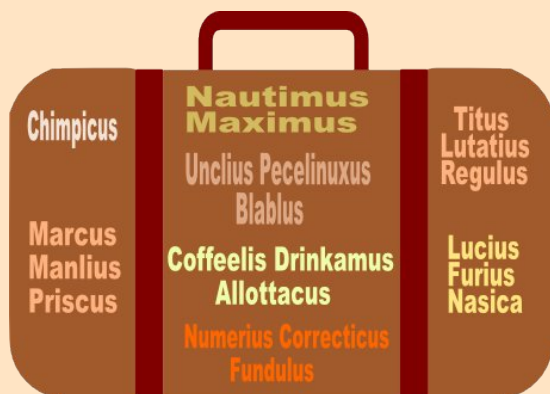 Chimpicus
Marcus
Manlius
Priscus
Nautimus
Maximus
Unclius Pecelinuxus
Blablus
Coffeelis Drinkamus
Allottacus
Numerius Correcticus
Fundulus
Titus
Lutatius
Regulus
Lucius
Furius
Nasica